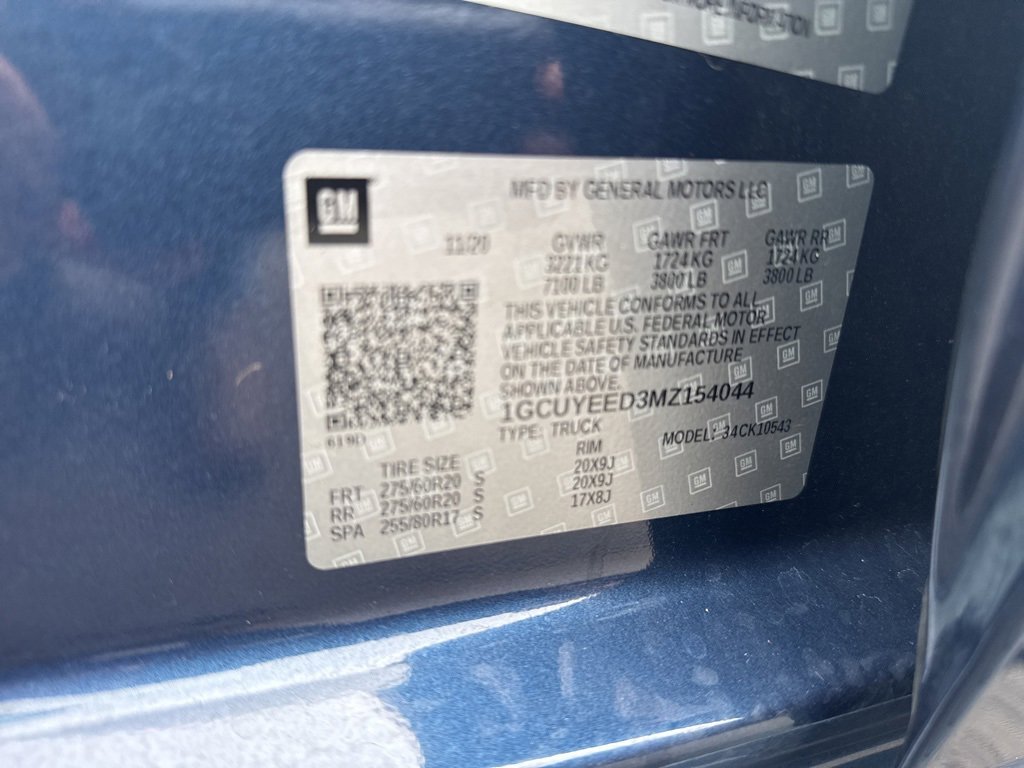 MORE INFORMATION
GM
MFD BY GENERAL MOTORS LLC
11/20 GVWR GAWR FRT GAWR RR
3221 KG 1724 KG 1724 KG
7100 LB 3800 LB 3800 LB
THIS VEHICLE CONFORMS TO ALL
APPLICABLE U.S. FEDERAL MOTOR
VEHICLE SAFETY STANDARDS IN EFFECT
ON THE DATE OF MANUFACTURE
SHOWN ABOVE.
1GCUYEED3MZ154044
619D TYPE: TRUCK MODEL: 34CK10543
TIRE SIZE RIM
FRT 275/60R20 S 20X9J
RR 275/60R20 S 20X9J
SPA 255/80R17 S 17X8J